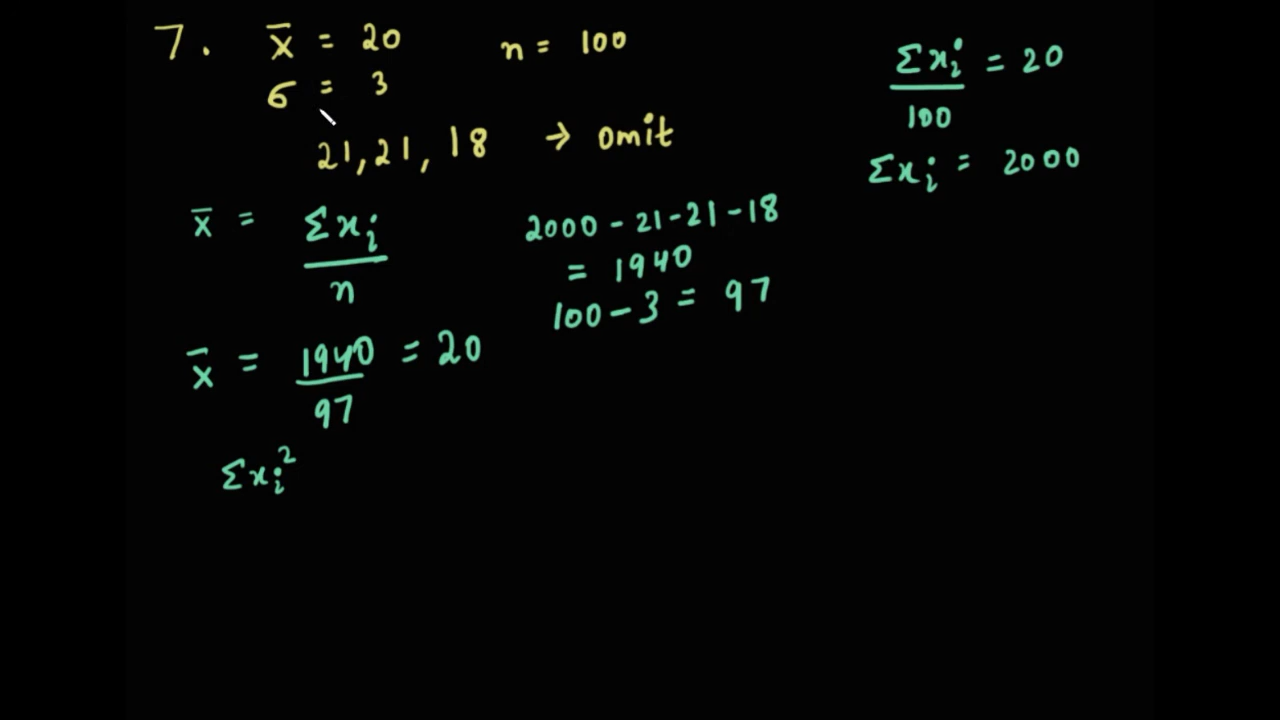 7. x̄ = 20 n = 100
σ = 3
21, 21, 18 → omit
x̄ = Σxi / n
x̄ = 1940 / 97 = 20
Σxi²
2000 - 21 - 21 - 18
= 1940
100 - 3 = 97
Σxi / 100 = 20
Σxi = 2000